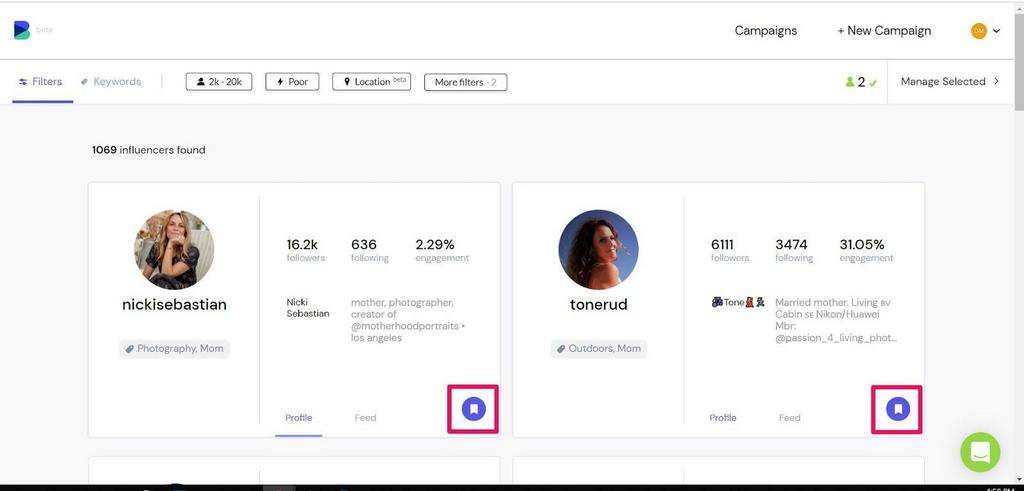 beta
Campaigns
+ New Campaign
DM
Filters
Keywords
2k - 20k
Poor
Location beta
More filters · 2
2
Manage Selected
1069 influencers found
nickisebastian
Photography, Mom
16.2k
followers
636
following
2.29%
engagement
Nicki
Sebastian
mother, photographer,
creator of
@motherhoodportraits •
los angeles
Profile
Feed
tonerud
Outdoors, Mom
6111
followers
3474
following
31.05%
engagement
Tone
Married mother. Living ʙᴠ
Cabin sᴇ Nikon/Huawei
Mbr:
@passion_4_living_phot...
Profile
Feed